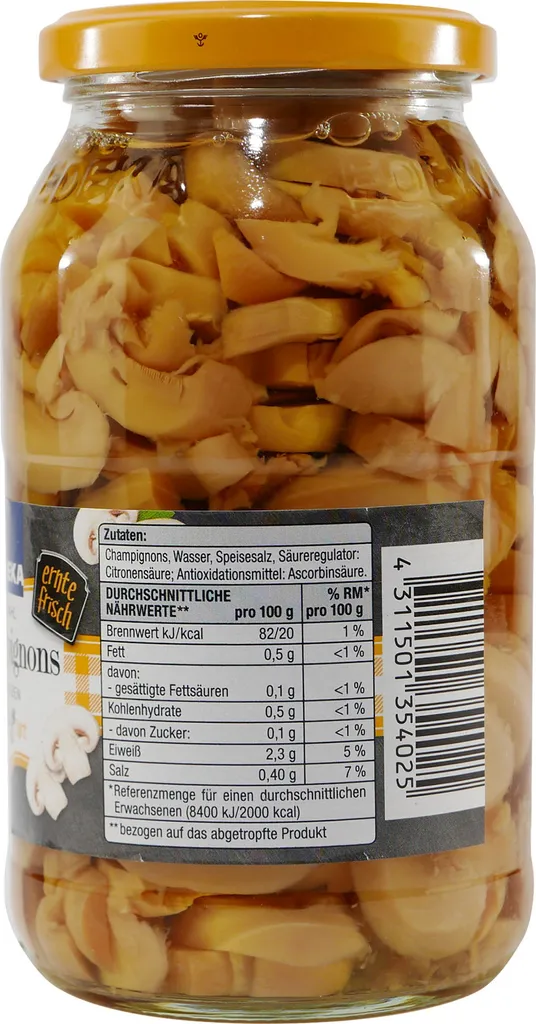 EKA
ernte
frisch
gnons
Zutaten:
Champignons, Wasser, Speisesalz, Säureregulator:
Citronensäure; Antioxidationsmittel: Ascorbinsäure.
DURCHSCHNITTLICHE NÄHRWERTE** pro 100 g % RM* pro 100 g
Brennwert kJ/kcal 82/20 1 %
Fett 0,5 g <1 %
davon:
- gesättigte Fettsäuren 0,1 g <1 %
Kohlenhydrate 0,5 g <1 %
- davon Zucker: 0,1 g <1 %
Eiweiß 2,3 g 5 %
Salz 0,40 g 7 %
*Referenzmenge für einen durchschnittlichen
Erwachsenen (8400 kJ/2000 kcal)
**bezogen auf das abgetropfte Produkt
4 311501 354025